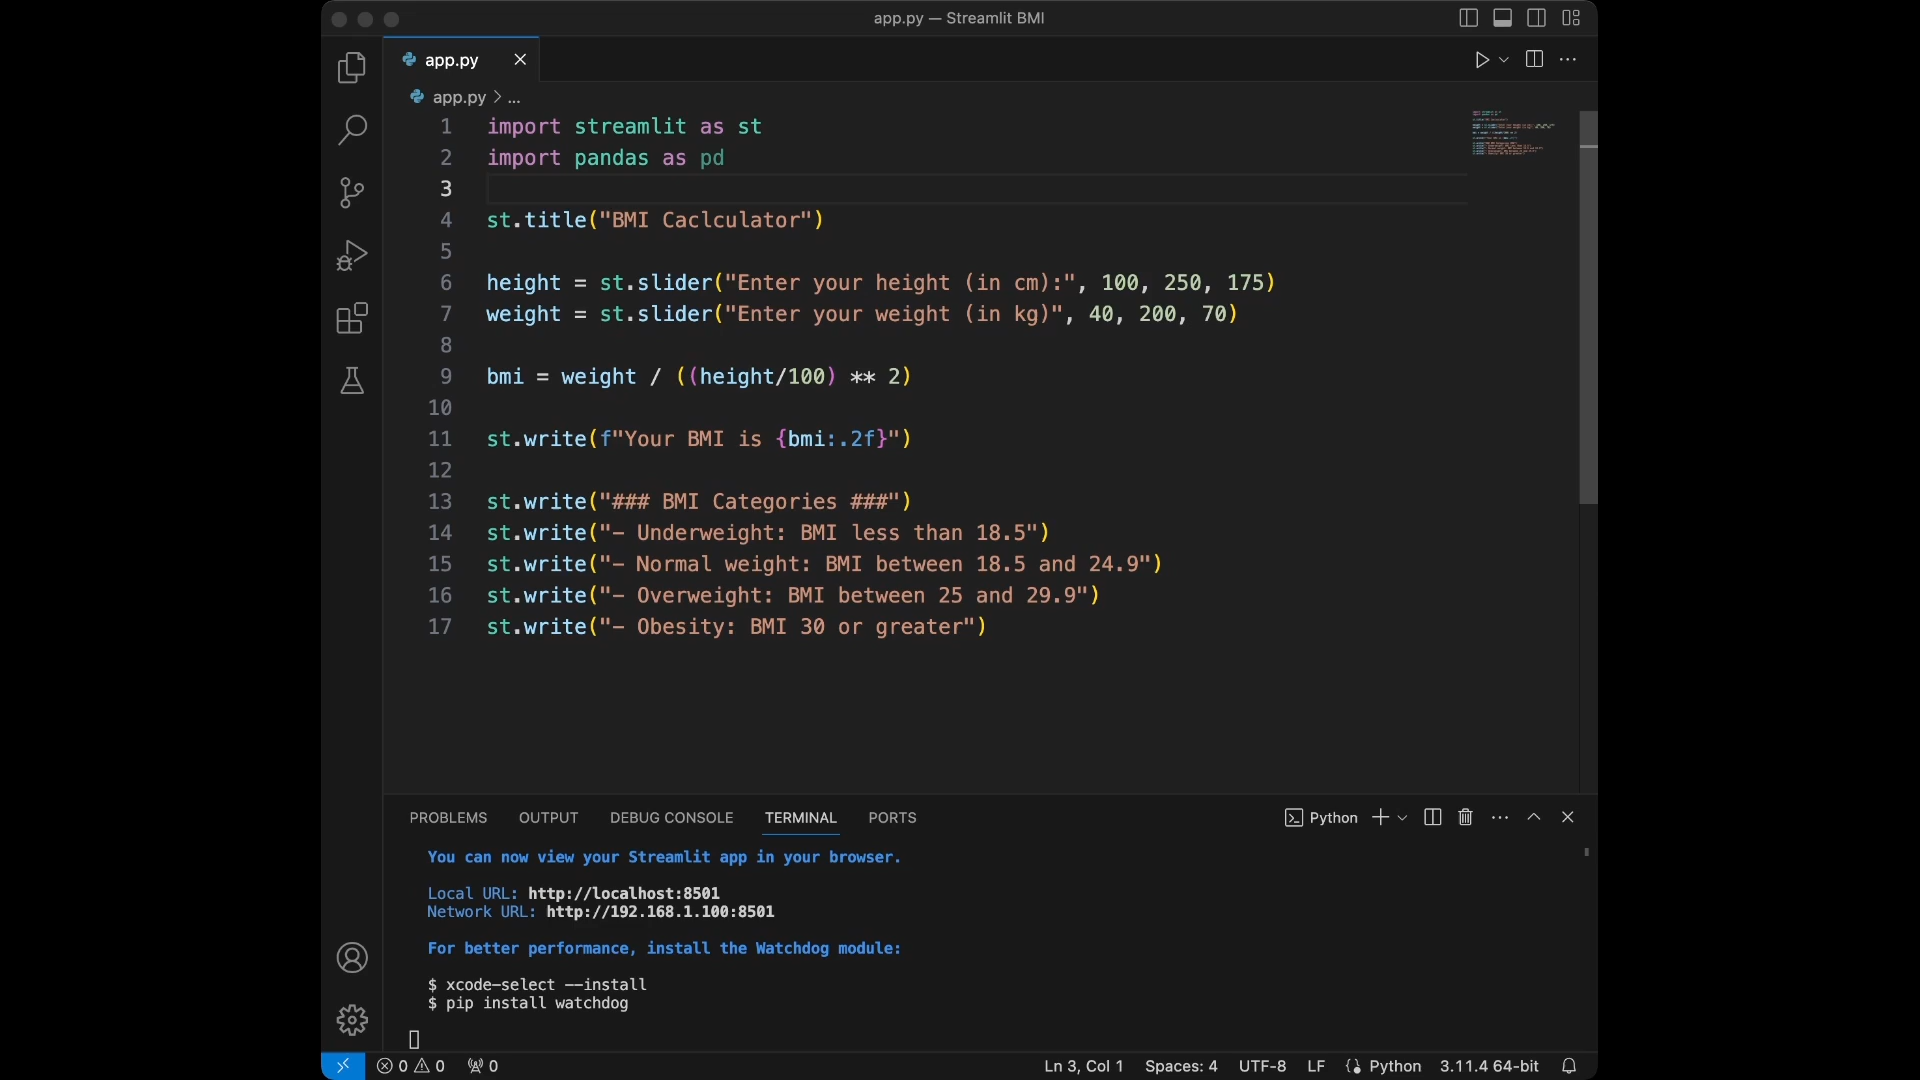 app.py — Streamlit BMI
app.py
app.py > ...
1 import streamlit as st
2 import pandas as pd
3
4 st.title("BMI Caclculator")
5
6 height = st.slider("Enter your height (in cm):", 100, 250, 175)
7 weight = st.slider("Enter your weight (in kg)", 40, 200, 70)
8
9 bmi = weight / ((height/100) ** 2)
10
11 st.write(f"Your BMI is {bmi:.2f}")
12
13 st.write("### BMI Categories ###")
14 st.write("- Underweight: BMI less than 18.5")
15 st.write("- Normal weight: BMI between 18.5 and 24.9")
16 st.write("- Overweight: BMI between 25 and 29.9")
17 st.write("- Obesity: BMI 30 or greater")
PROBLEMS OUTPUT DEBUG CONSOLE TERMINAL PORTS Python
You can now view your Streamlit app in your browser.
Local URL: http://localhost:8501
Network URL: http://192.168.1.100:8501
For better performance, install the Watchdog module:
$ xcode-select --install
$ pip install watchdog
0 0 0 Ln 3, Col 1 Spaces: 4 UTF-8 LF Python 3.11.4 64-bit